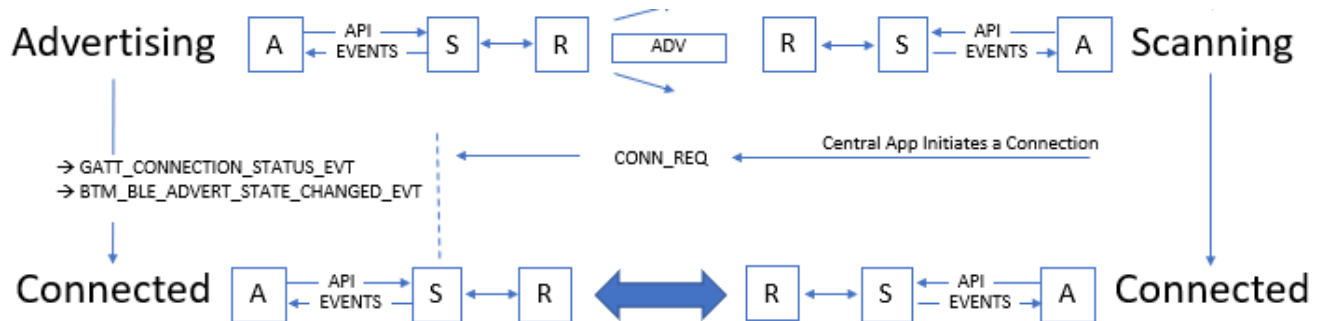 Advertising A API EVENTS S R ADV R S API EVENTS A Scanning
CONN_REQ Central App Initiates a Connection
→ GATT_CONNECTION_STATUS_EVT
→ BTM_BLE_ADVERT_STATE_CHANGED_EVT
Connected A API EVENTS S R R S API EVENTS A Connected